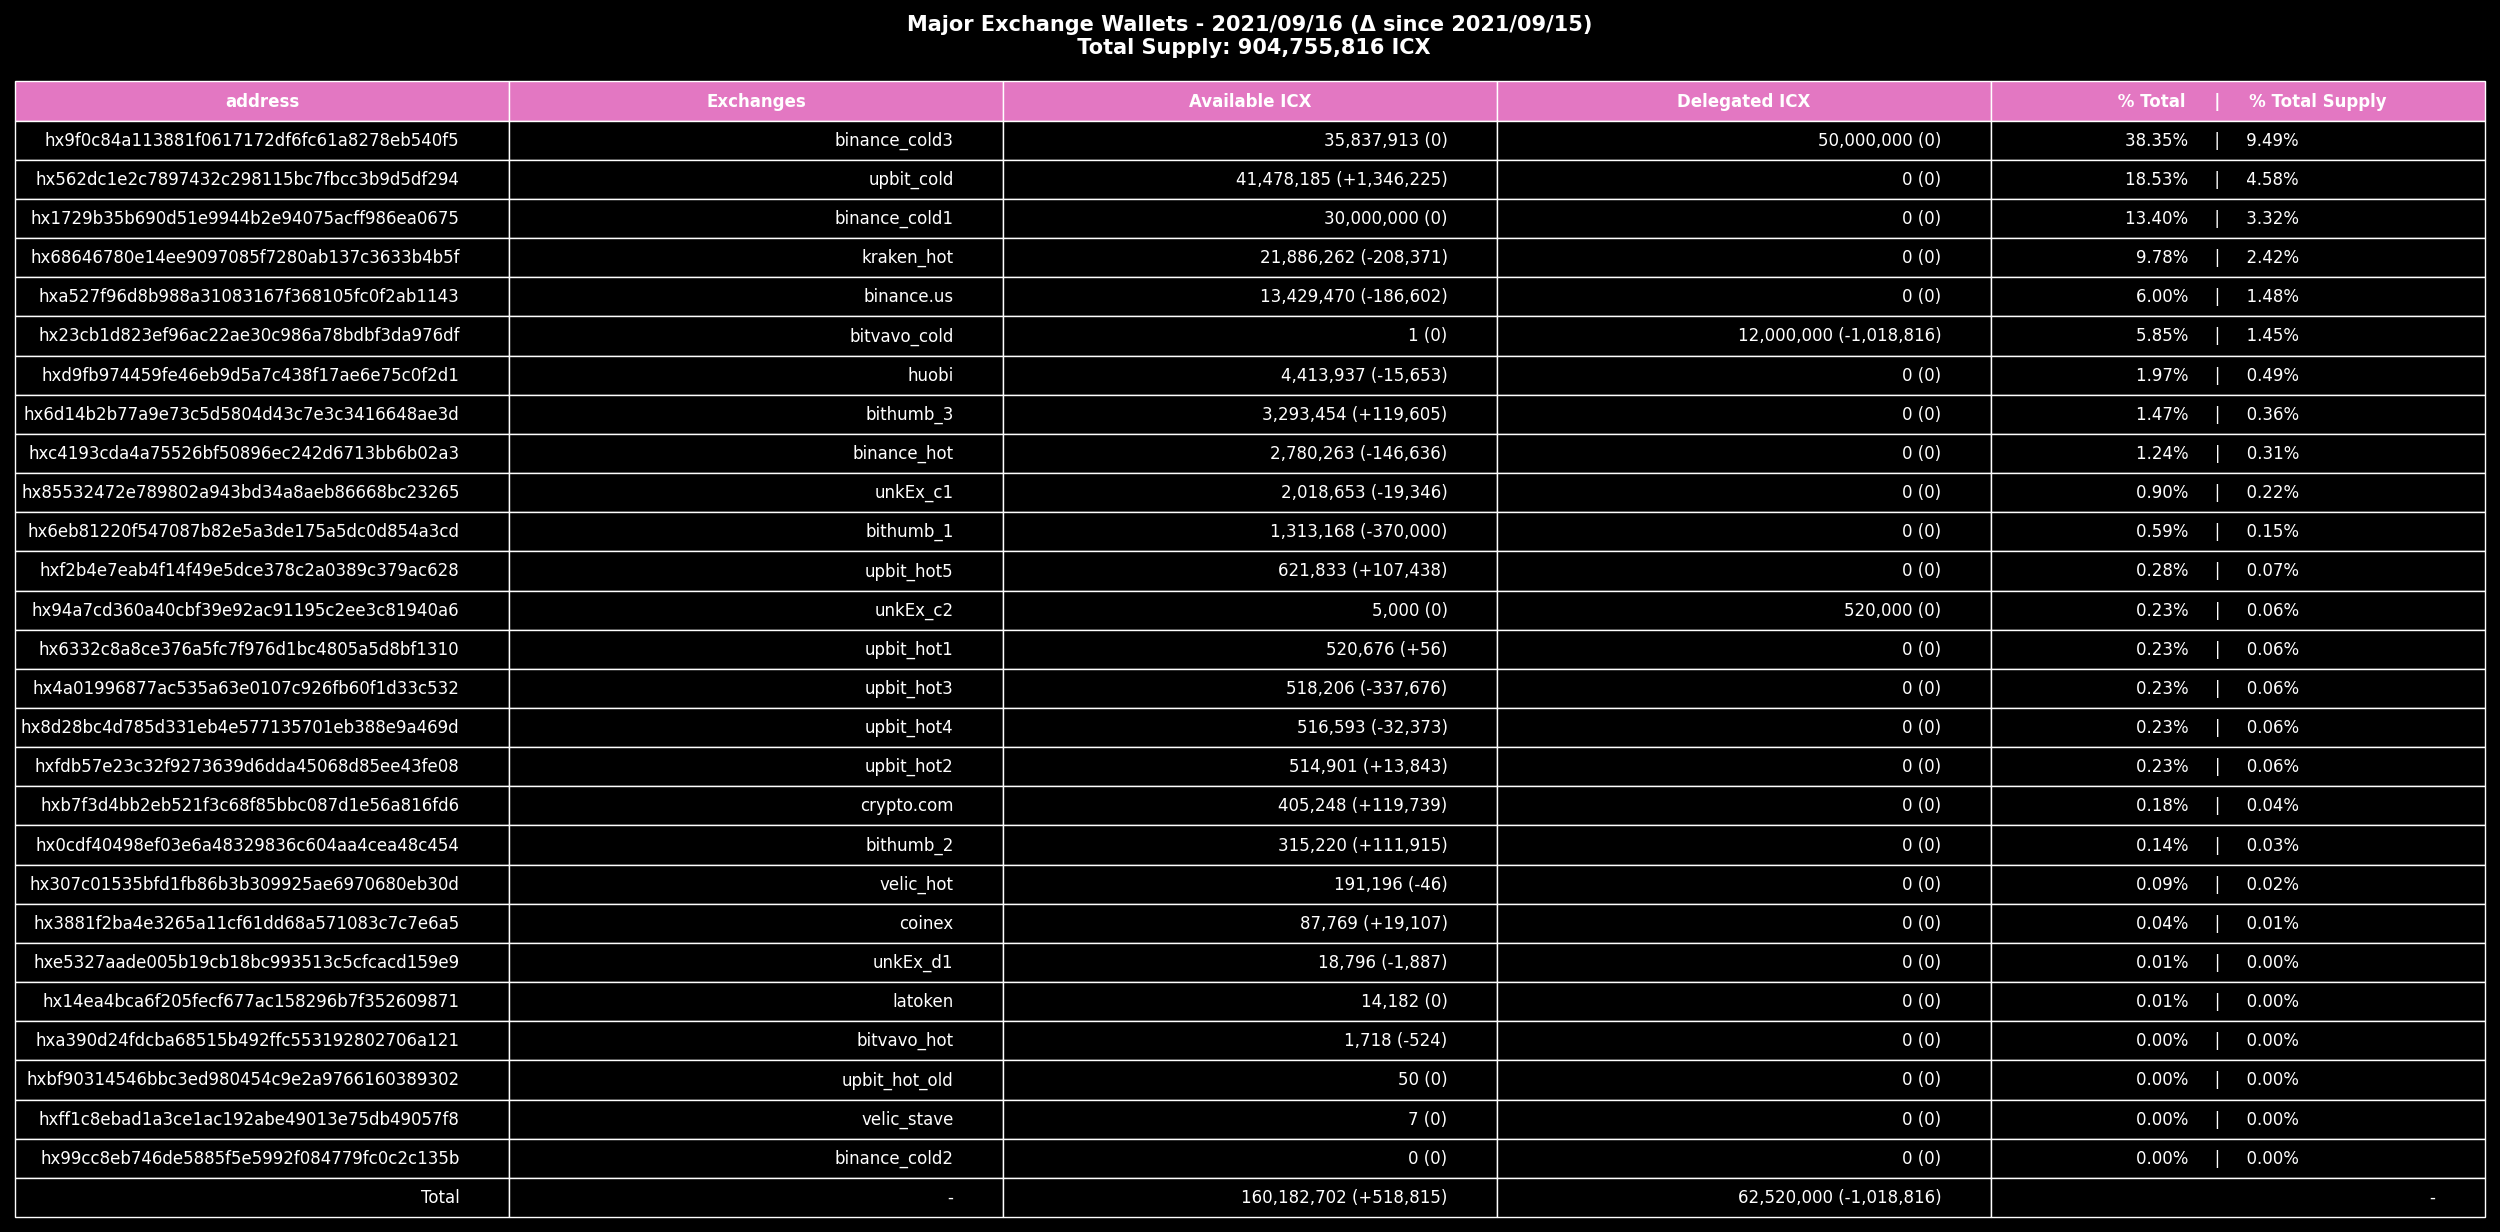 Major Exchange Wallets - 2021/09/16 (Δ since 2021/09/15)
Total Supply: 904,755,816 ICX
address Exchanges Available ICX Delegated ICX % Total | % Total Supply
hx9f0c84a113881f0617172df6fc61a8278eb540f5 binance_cold3 35,837,913 (0) 50,000,000 (0) 38.35% | 9.49%
hx562dc1e2c7897432c298115bc7fbcc3b9d5df294 upbit_cold 41,478,185 (+1,346,225) 0 (0) 18.53% | 4.58%
hx1729b35b690d51e9944b2e94075acff986ea0675 binance_cold1 30,000,000 (0) 0 (0) 13.40% | 3.32%
hx68646780e14ee9097085f7280ab137c3633b4b5f kraken_hot 21,886,262 (-208,371) 0 (0) 9.78% | 2.42%
hxa527f96d8b988a31083167f368105fc0f2ab1143 binance.us 13,429,470 (-186,602) 0 (0) 6.00% | 1.48%
hx23cb1d823ef96ac22ae30c986a78bdbf3da976df bitvavo_cold 1 (0) 12,000,000 (-1,018,816) 5.85% | 1.45%
hxd9fb974459fe46eb9d5a7c438f17ae6e75c0f2d1 huobi 4,413,937 (-15,653) 0 (0) 1.97% | 0.49%
hx6d14b2b77a9e73c5d5804d43c7e3c3416648ae3d bithumb_3 3,293,454 (+119,605) 0 (0) 1.47% | 0.36%
hxc4193cda4a75526bf50896ec242d6713bb6b02a3 binance_hot 2,780,263 (-146,636) 0 (0) 1.24% | 0.31%
hx85532472e789802a943bd34a8aeb86668bc23265 unkEx_c1 2,018,653 (-19,346) 0 (0) 0.90% | 0.22%
hx6eb81220f547087b82e5a3de175a5dc0d854a3cd bithumb_1 1,313,168 (-370,000) 0 (0) 0.59% | 0.15%
hxf2b4e7eab4f14f49e5dce378c2a0389c379ac628 upbit_hot5 621,833 (+107,438) 0 (0) 0.28% | 0.07%
hx94a7cd360a40cbf39e92ac91195c2ee3c81940a6 unkEx_c2 5,000 (0) 520,000 (0) 0.23% | 0.06%
hx6332c8a8ce376a5fc7f976d1bc4805a5d8bf1310 upbit_hot1 520,676 (+56) 0 (0) 0.23% | 0.06%
hx4a01996877ac535a63e0107c926fb60f1d33c532 upbit_hot3 518,206 (-337,676) 0 (0) 0.23% | 0.06%
hx8d28bc4d785d331eb4e577135701eb388e9a469d upbit_hot4 516,593 (-32,373) 0 (0) 0.23% | 0.06%
hxfdb57e23c32f9273639d6dda45068d85ee43fe08 upbit_hot2 514,901 (+13,843) 0 (0) 0.23% | 0.06%
hxb7f3d4bb2eb521f3c68f85bbc087d1e56a816fd6 crypto.com 405,248 (+119,739) 0 (0) 0.18% | 0.04%
hx0cdf40498ef03e6a48329836c604aa4cea48c454 bithumb_2 315,220 (+111,915) 0 (0) 0.14% | 0.03%
hx307c01535bfd1fb86b3b309925ae6970680eb30d velic_hot 191,196 (-46) 0 (0) 0.09% | 0.02%
hx3881f2ba4e3265a11cf61dd68a571083c7c7e6a5 coinex 87,769 (+19,107) 0 (0) 0.04% | 0.01%
hxe5327aade005b19cb18bc993513c5cfcacd159e9 unkEx_d1 18,796 (-1,887) 0 (0) 0.01% | 0.00%
hx14ea4bca6f205fecf677ac158296b7f352609871 latoken 14,182 (0) 0 (0) 0.01% | 0.00%
hxa390d24fdcba68515b492ffc553192802706a121 bitvavo_hot 1,718 (-524) 0 (0) 0.00% | 0.00%
hxbf90314546bbc3ed980454c9e2a9766160389302 upbit_hot_old 50 (0) 0 (0) 0.00% | 0.00%
hxff1c8ebad1a3ce1ac192abe49013e75db49057f8 velic_stave 7 (0) 0 (0) 0.00% | 0.00%
hx99cc8eb746de5885f5e5992f084779fc0c2c135b binance_cold2 0 (0) 0 (0) 0.00% | 0.00%
Total - 160,182,702 (+518,815) 62,520,000 (-1,018,816) -